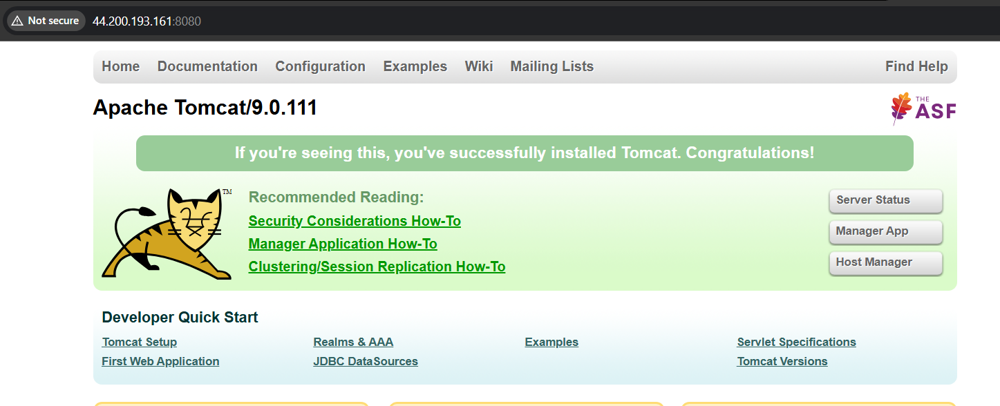 Not secure 44.200.193.161:8080
Home Documentation Configuration Examples Wiki Mailing Lists Find Help
Apache Tomcat/9.0.111
THE
ASF
If you're seeing this, you've successfully installed Tomcat. Congratulations!
TM
Recommended Reading:
Security Considerations How-To
Manager Application How-To
Clustering/Session Replication How-To
Server Status
Manager App
Host Manager
Developer Quick Start
Tomcat Setup Realms & AAA Examples Servlet Specifications
First Web Application JDBC DataSources Tomcat Versions